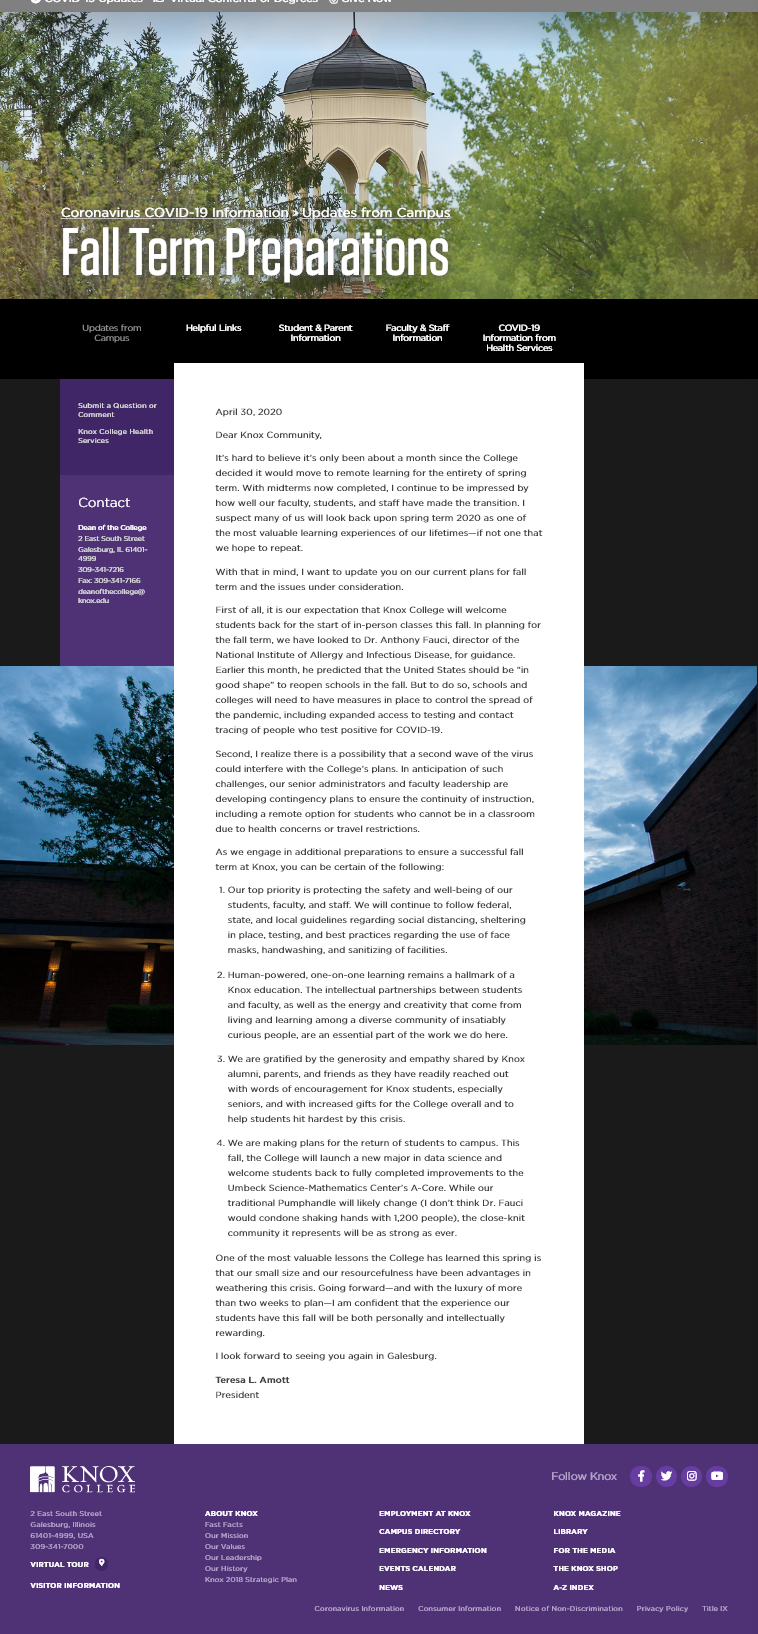 COVID-19 Updates Virtual Conferral of Degrees Give Now
Coronavirus COVID-19 Information > Updates from Campus
Fall Term Preparations
Updates from
Campus
Helpful Links
Student & Parent
Information
Faculty & Staff
Information
COVID-19
Information from
Health Services
Submit a Question or
Comment
Knox College Health
Services
Contact
Dean of the College
2 East South Street
Galesburg, IL 61401-
4999
309-341-7216
Fax: 309-341-7166
deanofthecollege@
knox.edu
April 30, 2020
Dear Knox Community,
It's hard to believe it's only been about a month since the College
decided it would move to remote learning for the entirety of spring
term. With midterms now completed, I continue to be impressed by
how well our faculty, students, and staff have made the transition. I
suspect many of us will look back upon spring term 2020 as one of
the most valuable learning experiences of our lifetimes—if not one that
we hope to repeat.
With that in mind, I want to update you on our current plans for fall
term and the issues under consideration.
First of all, it is our expectation that Knox College will welcome
students back for the start of in-person classes this fall. In planning for
the fall term, we have looked to Dr. Anthony Fauci, director of the
National Institute of Allergy and Infectious Disease, for guidance.
Earlier this month, he predicted that the United States should be "in
good shape" to reopen schools in the fall. But to do so, schools and
colleges will need to have measures in place to control the spread of
the pandemic, including expanded access to testing and contact
tracing of people who test positive for COVID-19.
Second, I realize there is a possibility that a second wave of the virus
could interfere with the College's plans. In anticipation of such
challenges, our senior administrators and faculty leadership are
developing contingency plans to ensure the continuity of instruction,
including a remote option for students who cannot be in a classroom
due to health concerns or travel restrictions.
As we engage in additional preparations to ensure a successful fall
term at Knox, you can be certain of the following:
1. Our top priority is protecting the safety and well-being of our
students, faculty, and staff. We will continue to follow federal,
state, and local guidelines regarding social distancing, sheltering
in place, testing, and best practices regarding the use of face
masks, handwashing, and sanitizing of facilities.
2. Human-powered, one-on-one learning remains a hallmark of a
Knox education. The intellectual partnerships between students
and faculty, as well as the energy and creativity that come from
living and learning among a diverse community of insatiably
curious people, are an essential part of the work we do here.
3. We are gratified by the generosity and empathy shared by Knox
alumni, parents, and friends as they have readily reached out
with words of encouragement for Knox students, especially
seniors, and with increased gifts for the College overall and to
help students hit hardest by this crisis.
4. We are making plans for the return of students to campus. This
fall, the College will launch a new major in data science and
welcome students back to fully completed improvements to the
Umbeck Science-Mathematics Center's A-Core. While our
traditional Pumphandle will likely change (I don't think Dr. Fauci
would condone shaking hands with 1,200 people), the close-knit
community it represents will be as strong as ever.
One of the most valuable lessons the College has learned this spring is
that our small size and our resourcefulness have been advantages in
weathering this crisis. Going forward—and with the luxury of more
than two weeks to plan—I am confident that the experience our
students have this fall will be both personally and intellectually
rewarding.
I look forward to seeing you again in Galesburg.
Teresa L. Amott
President
KNOX
COLLEGE
Follow Knox
2 East South Street
Galesburg, Illinois
61401-4999, USA
309-341-7000
VIRTUAL TOUR
VISITOR INFORMATION
ABOUT KNOX
Fast Facts
Our Mission
Our Values
Our Leadership
Our History
Knox 2018 Strategic Plan
EMPLOYMENT AT KNOX
CAMPUS DIRECTORY
EMERGENCY INFORMATION
EVENTS CALENDAR
NEWS
KNOX MAGAZINE
LIBRARY
FOR THE MEDIA
THE KNOX SHOP
A-Z INDEX
Coronavirus Information Consumer Information Notice of Non-Discrimination Privacy Policy Title IX